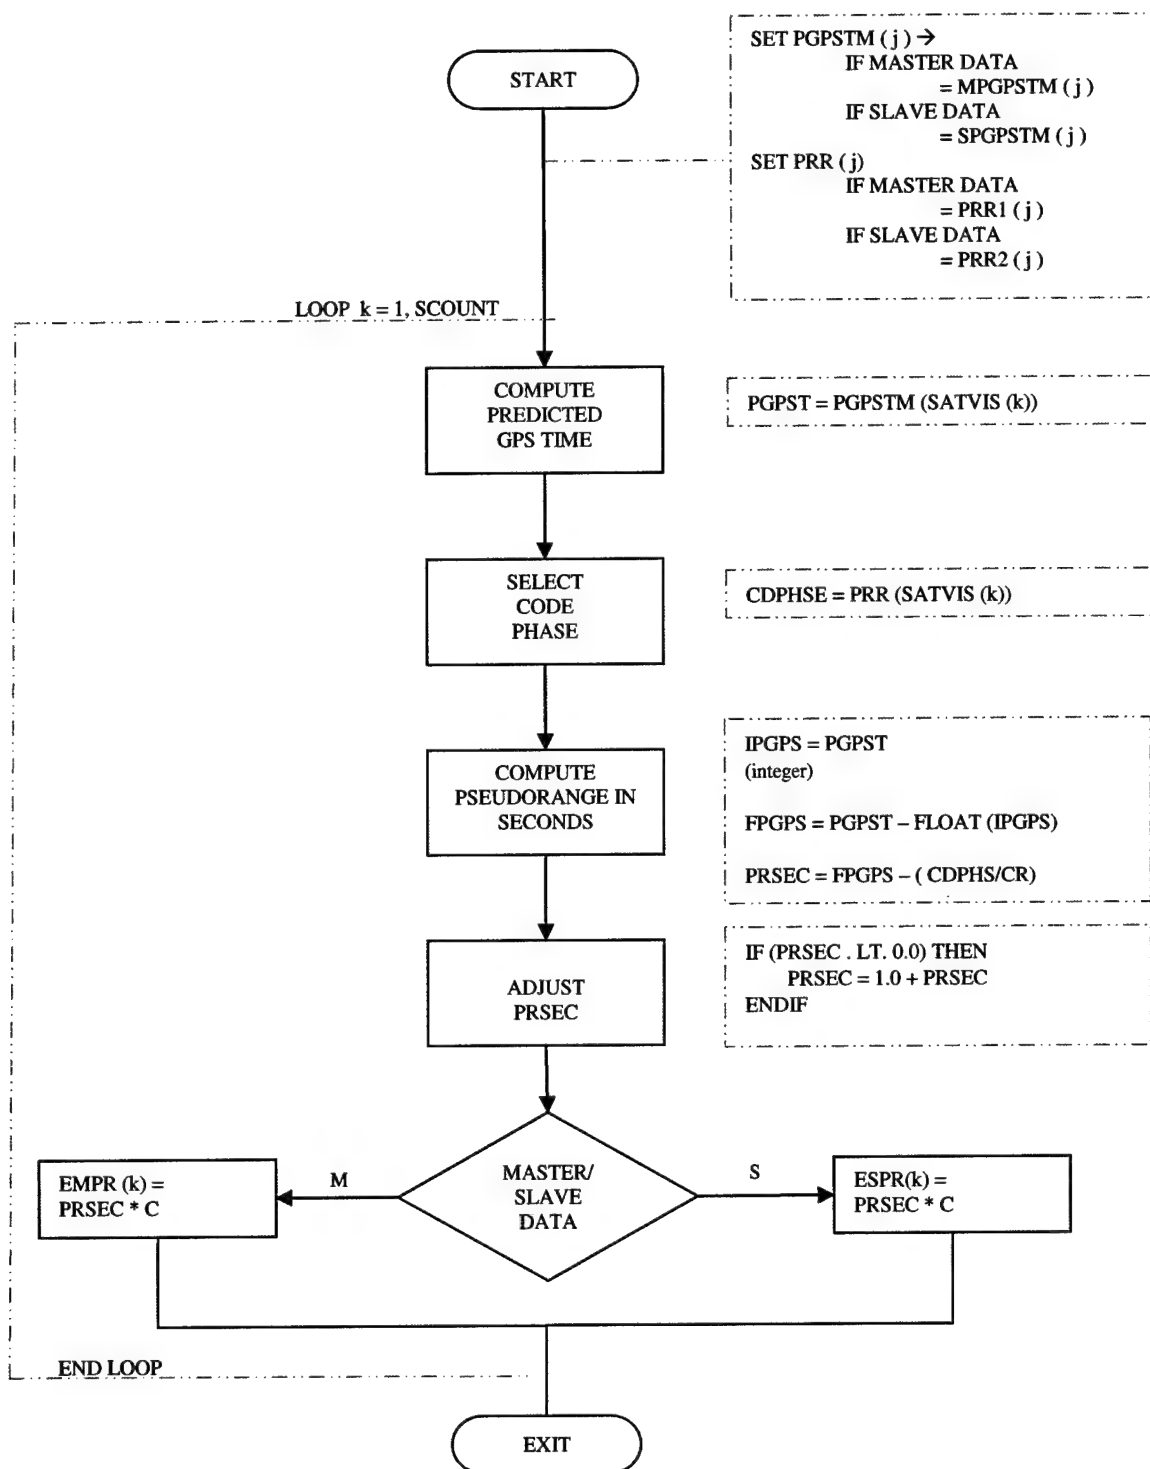 START
SET PGPSTM ( j ) →
IF MASTER DATA
= MPGPSTM ( j )
IF SLAVE DATA
= SPGPSTM ( j )
SET PRR ( j)
IF MASTER DATA
= PRR1 ( j )
IF SLAVE DATA
= PRR2 ( j )
LOOP k = 1, SCOUNT
COMPUTE
PREDICTED
GPS TIME
PGPST = PGPSTM (SATVIS (k))
SELECT
CODE
PHASE
CDPHSE = PRR (SATVIS (k))
COMPUTE
PSEUDORANGE IN
SECONDS
IPGPS = PGPST
(integer)
FPGPS = PGPST – FLOAT (IPGPS)
PRSEC = FPGPS – ( CDPHS/CR)
ADJUST
PRSEC
IF (PRSEC . LT. 0.0) THEN
PRSEC = 1.0 + PRSEC
ENDIF
MASTER/
SLAVE
DATA
M
S
EMPR (k) =
PRSEC * C
ESPR(k) =
PRSEC * C
END LOOP
EXIT